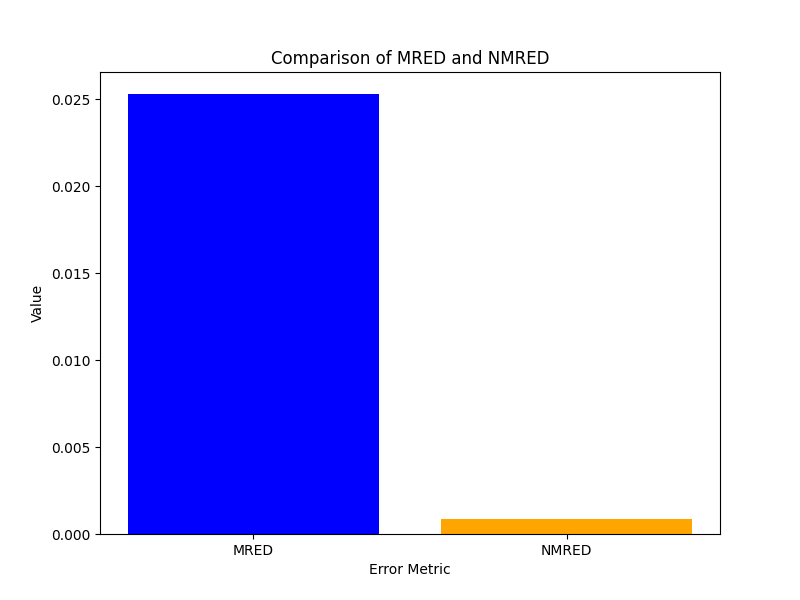 Comparison of MRED and NMRED
0.025
0.020
0.015
0.010
0.005
0.000
Value
MRED
NMRED
Error Metric